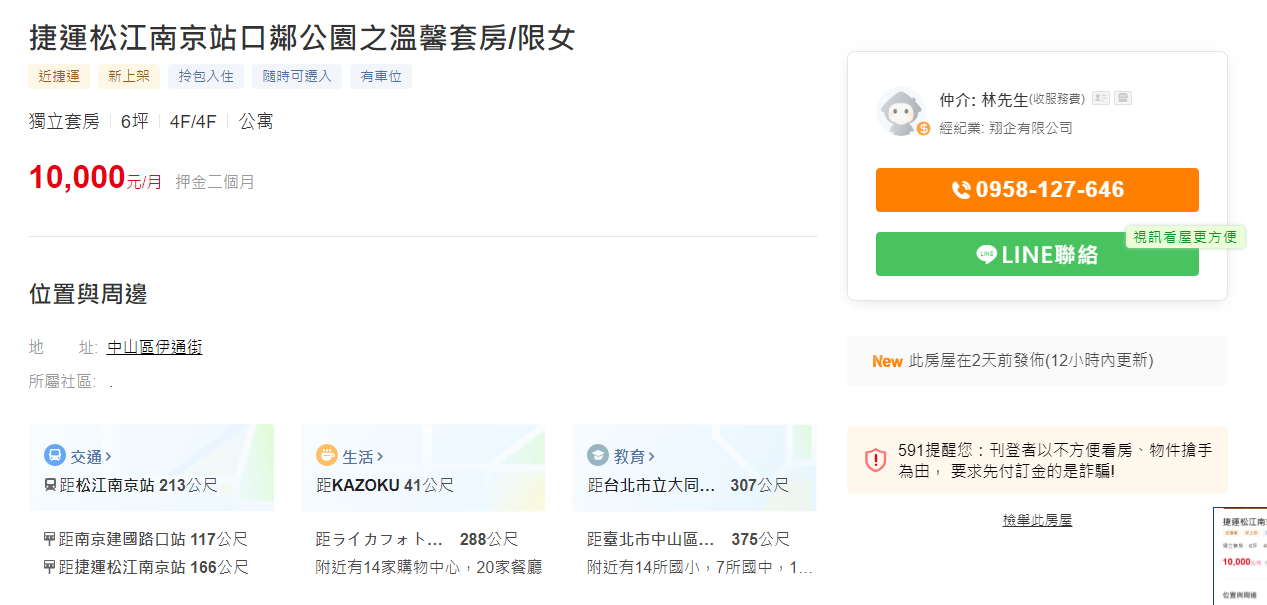 捷運松江南京站口鄰公園之溫馨套房/限女
近捷運 新上架 拎包入住 隨時可遷入 有車位
獨立套房 6坪 4F/4F 公寓
10,000元/月 押金二個月
位置與周邊
地 址: 中山區伊通街
所屬社區: .
交通>
距松江南京站 213公尺
距南京建國路口站 117公尺
距捷運松江南京站 166公尺
生活>
距KAZOKU 41公尺
距ライカフォト... 288公尺
附近有14家購物中心，20家餐廳
教育>
距台北市立大同... 307公尺
距臺北市中山區... 375公尺
附近有14所國小，7所國中，1...
仲介: 林先生(收服務費)
經紀業: 翔企有限公司
0958-127-646
視訊看屋更方便
LINE聯絡
New 此房屋在2天前發佈(12小時內更新)
591提醒您：刊登者以不方便看房、物件搶手
為由， 要求先付訂金的是詐騙!
檢舉此房屋
捷運松江南
10,000
位置與周邊